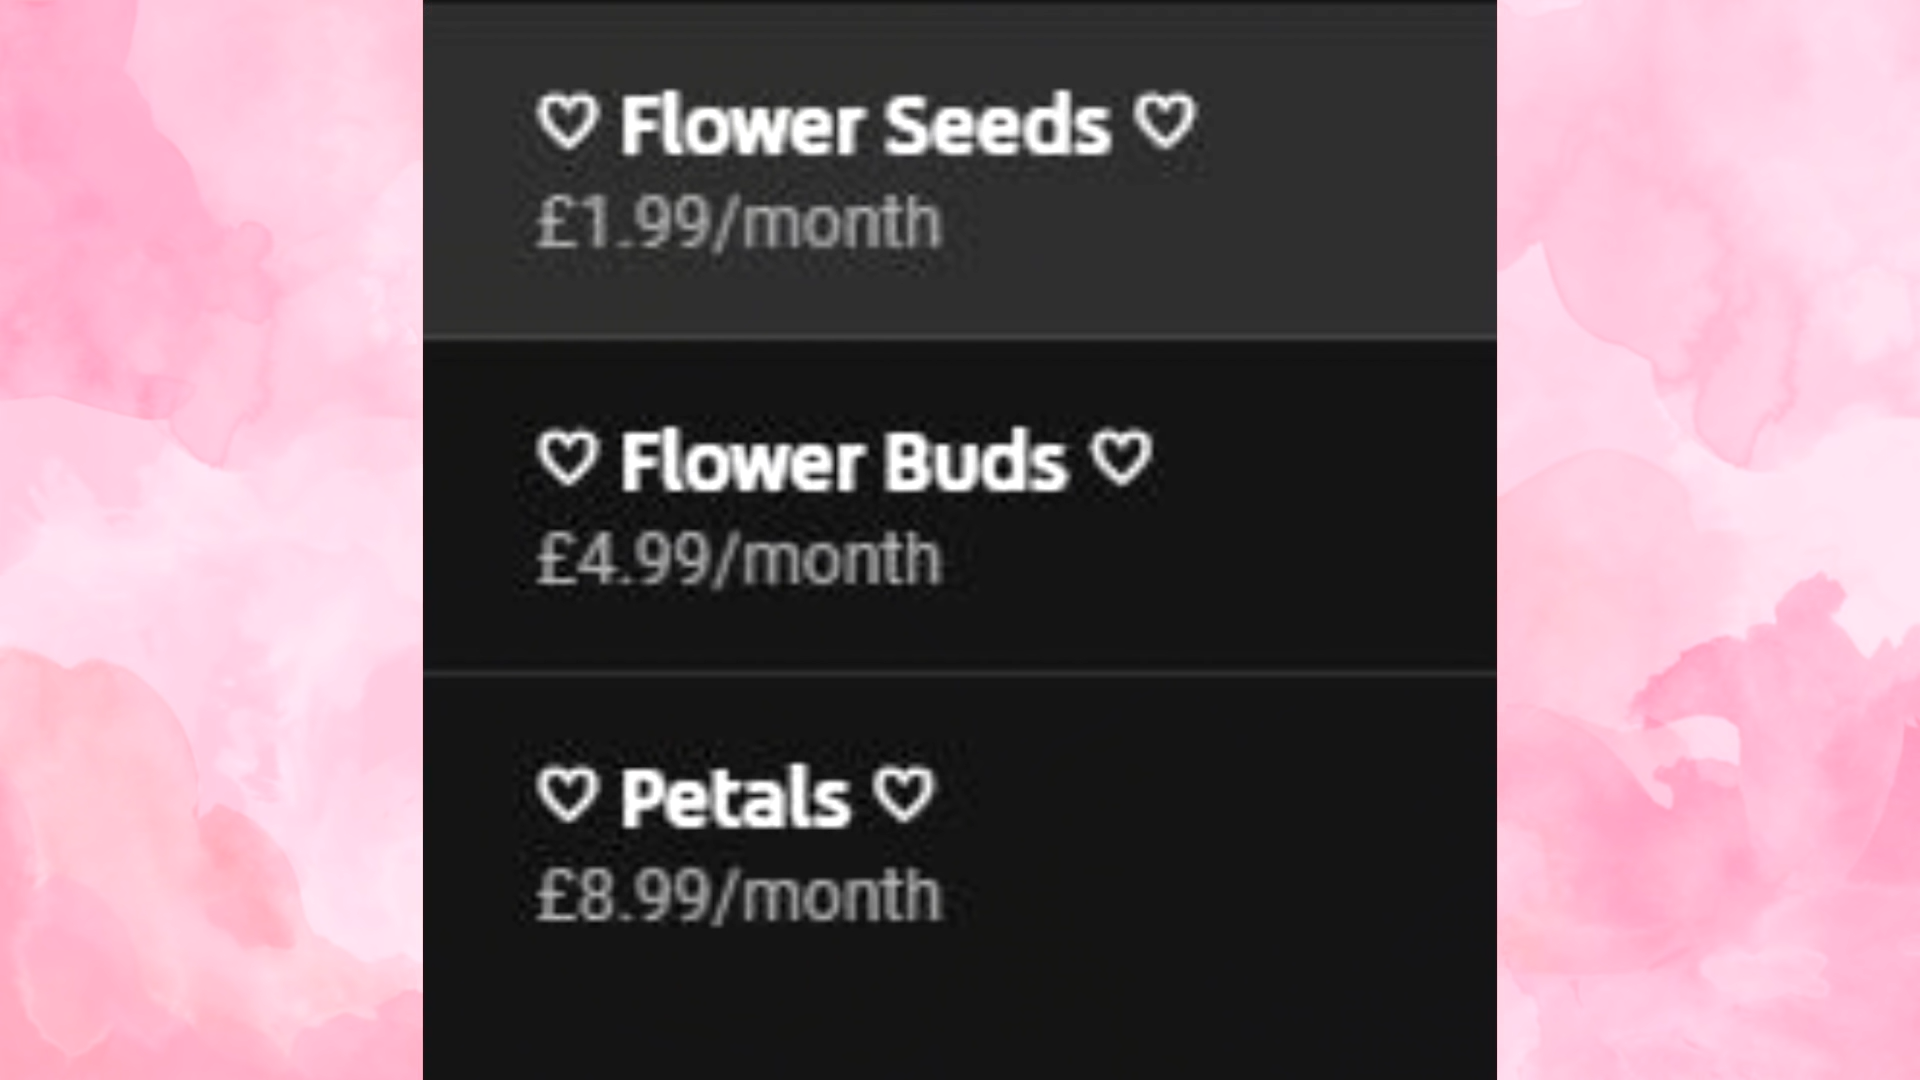 ♡ Flower Seeds ♡
£1.99/month
♡ Flower Buds ♡
£4.99/month
♡ Petals ♡
£8.99/month